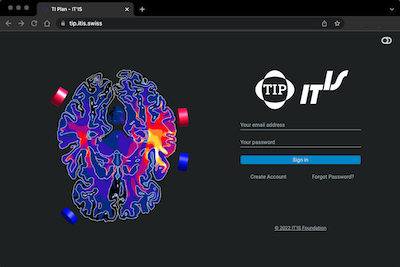 TI Plan - IT'IS
tip.itis.swiss
TIP
IT'IS
Your email address
Your password
Sign in
Create Account
Forgot Password?
© 2022 IT'IS Foundation